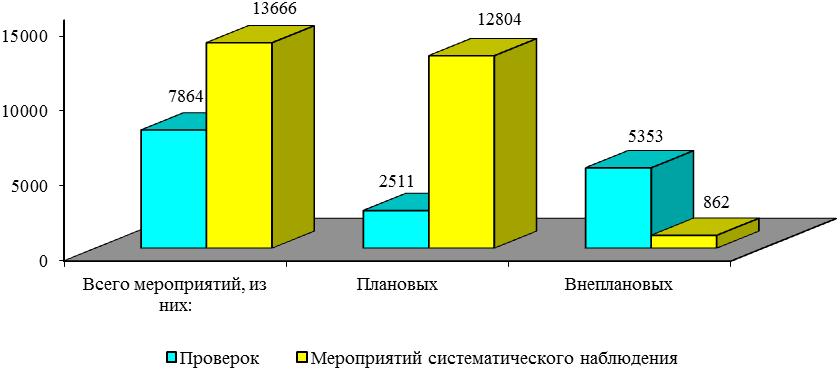 13666
12804
15000
7864
10000
5353
2511
5000
862
0
Всего мероприятий, из
них:
Плановых
Внеплановых
Проверок
Мероприятий систематического наблюдения